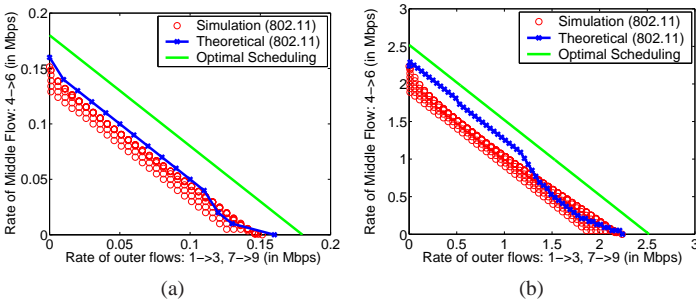 0.2
0.15
0.1
0.05
0
Rate of Middle Flow: 4−>6 (in Mbps)
Simulation (802.11)
Theoretical (802.11)
Optimal Scheduling
0 0.05 0.1 0.15 0.2
Rate of outer flows: 1−>3, 7−>9 (in Mbps)
(a)
3
2.5
2
1.5
1
0.5
0
Rate of Middle Flow: 4−>6 (in Mbps)
Simulation (802.11)
Theoretical (802.11)
Optimal Scheduling
0 0.5 1 1.5 2 2.5 3
Rate of outer flows: 1−>3, 7−>9 (in Mbps)
(b)